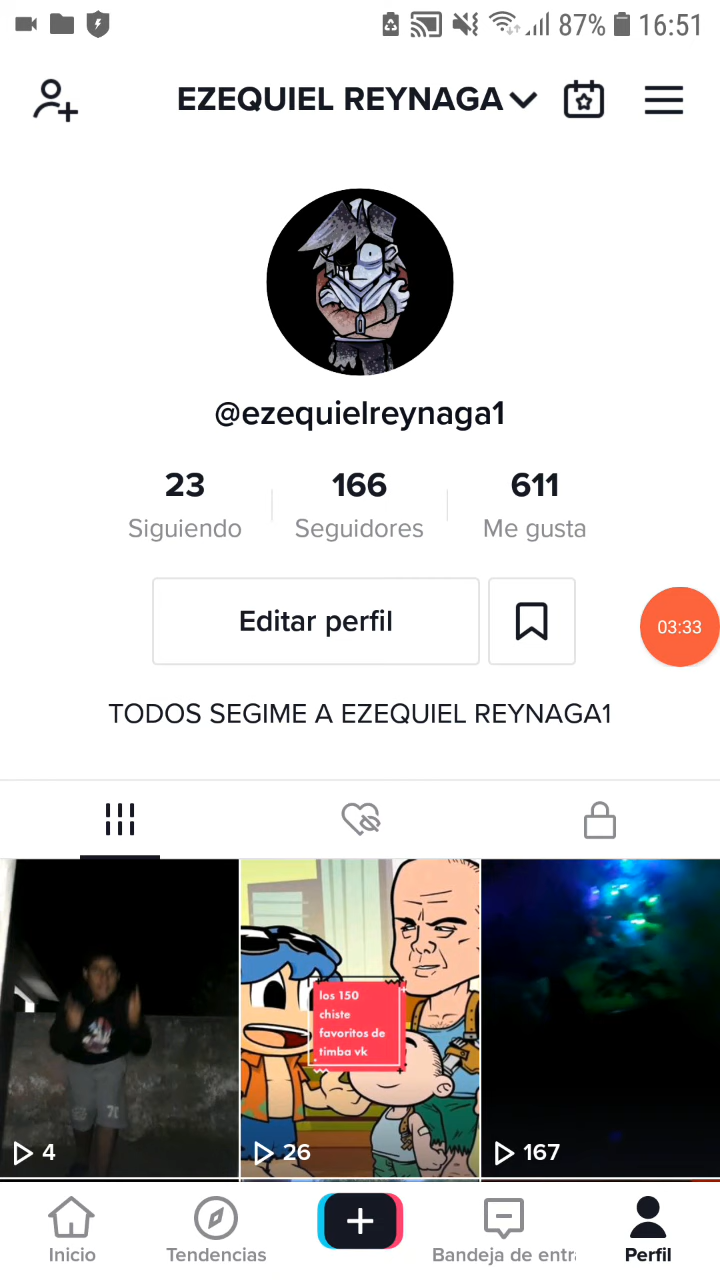 87% 16:51
EZEQUIEL REYNAGA
@ezequielreynaga1
23 166 611
Siguiendo Seguidores Me gusta
Editar perfil
03:33
TODOS SEGIME A EZEQUIEL REYNAGA1
los 150
chiste
favoritos de
timba vk
4 26 167
Inicio Tendencias Bandeja de entra Perfil